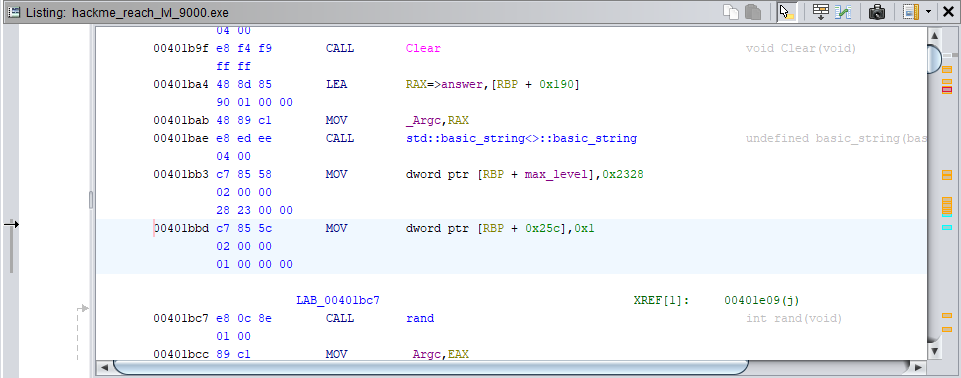 Listing: hackme_reach_lvl_9000.exe
04 00
00401b9f e8 f4 f9 CALL Clear void Clear(void)
ff ff
00401ba4 48 8d 85 LEA RAX=>answer,[RBP + 0x190]
90 01 00 00
00401bab 48 89 c1 MOV _Argc,RAX
00401bae e8 ed ee CALL std::basic_string<>::basic_string undefined basic_string(bas
04 00
00401bb3 c7 85 58 MOV dword ptr [RBP + max_level],0x2328
02 00 00
28 23 00 00
00401bbd c7 85 5c MOV dword ptr [RBP + 0x25c],0x1
02 00 00
01 00 00 00
LAB_00401bc7 XREF[1]: 00401e09(j)
00401bc7 e8 0c 8e CALL rand int rand(void)
01 00
00401bcc 89 c1 MOV _Argc,EAX